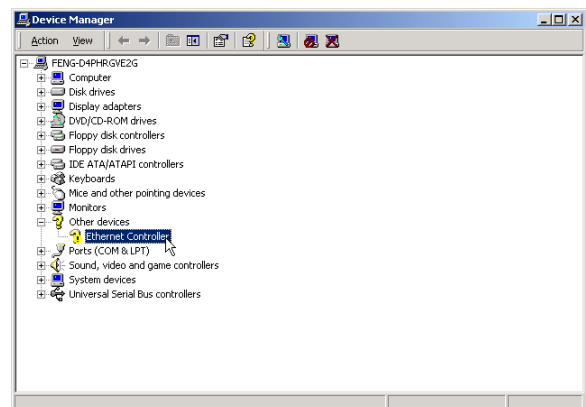 Device Manager
Action View
FENG-D4PHRGVE2G
Computer
Disk drives
Display adapters
DVD/CD-ROM drives
Floppy disk controllers
Floppy disk drives
IDE ATA/ATAPI controllers
Keyboards
Mice and other pointing devices
Monitors
Other devices
Ethernet Controller
Ports (COM & LPT)
Sound, video and game controllers
System devices
Universal Serial Bus controllers